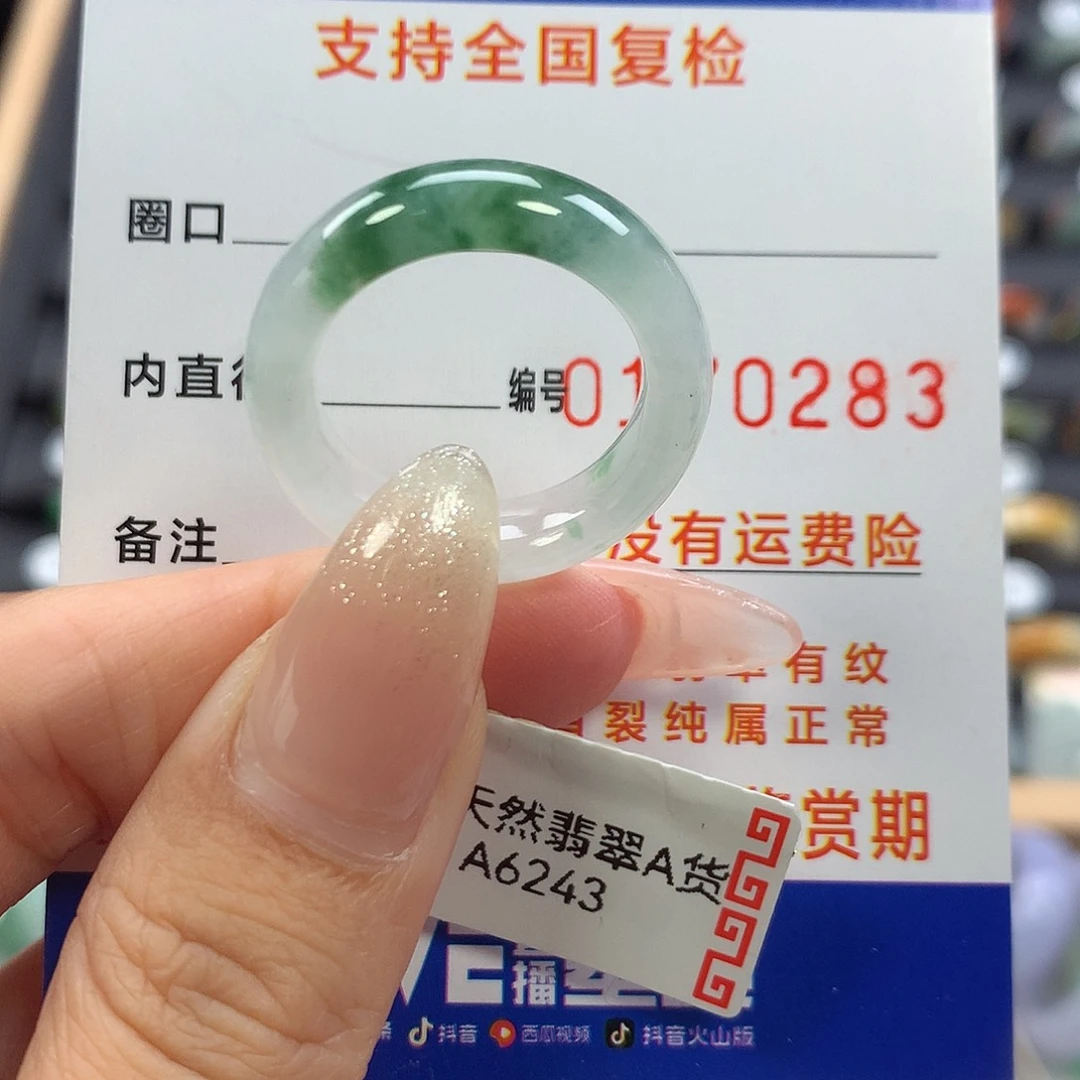 支持全国复检
圈口
内直
编号 0283
备注
没有运费险
有纹
裂纯属正常
赏期
天然翡翠A货
A6243
播
抖音 西瓜视频 抖音火山版